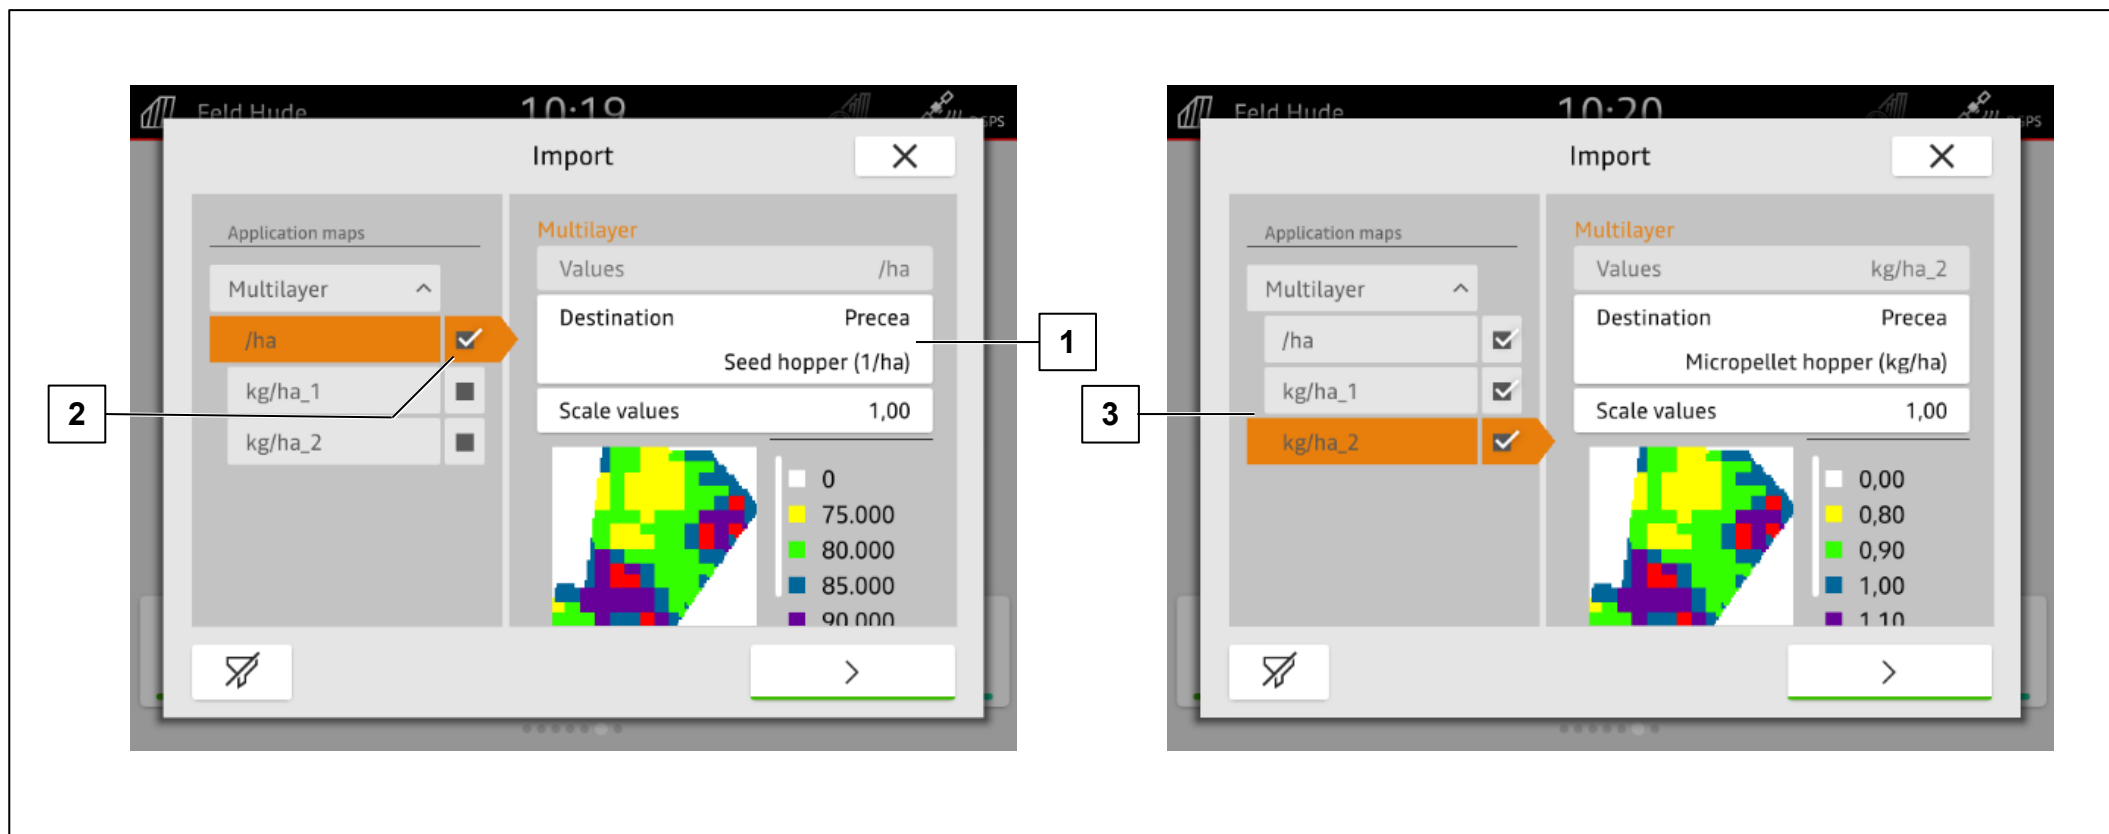 Feld Hude 10:19 GPS
Import
Application maps
Multilayer
/ha
kg/ha_1
kg/ha_2
Multilayer
Values /ha
Destination Precea
Seed hopper (1/ha)
Scale values 1,00
0
75.000
80.000
85.000
90.000
1
2
Feld Hude 10:20 GPS
Import
Application maps
Multilayer
/ha
kg/ha_1
kg/ha_2
Multilayer
Values kg/ha_2
Destination Precea
Micropellet hopper (kg/ha)
Scale values 1,00
0,00
0,80
0,90
1,00
1,10
3